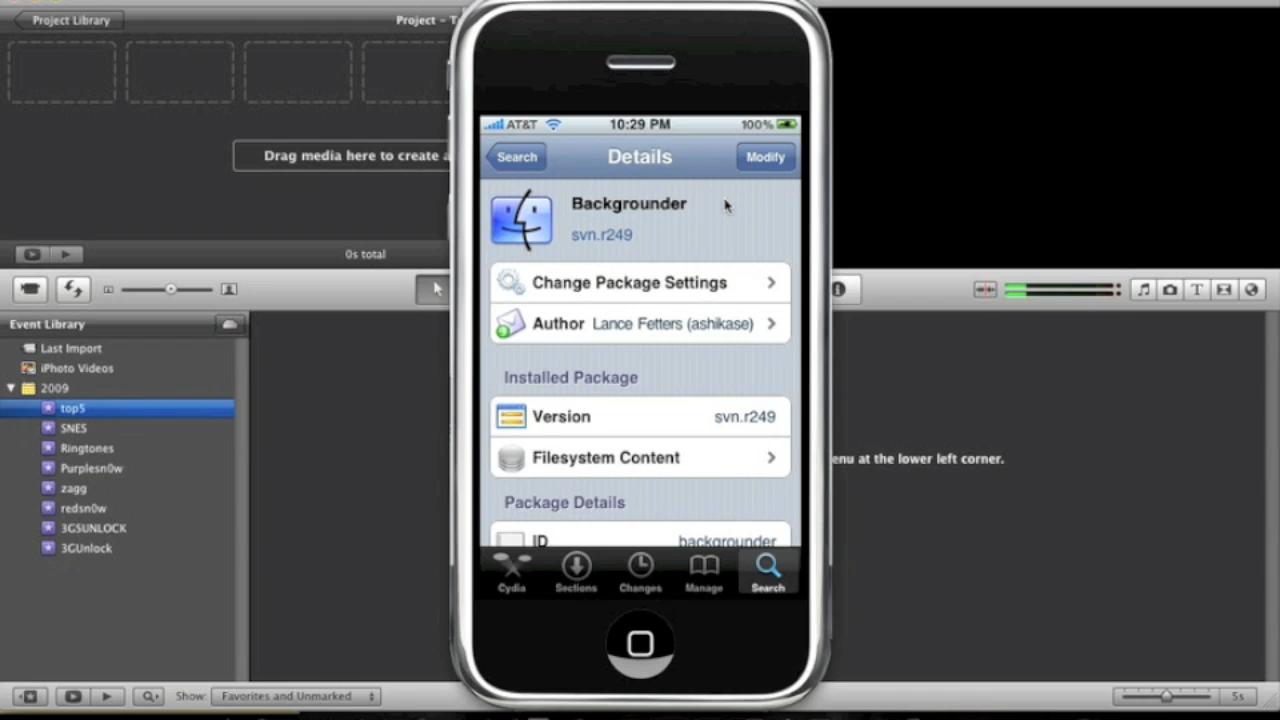 Project Library
Project - T
Drag media here to create a
0s total
Event Library
Last Import
iPhoto Videos
2009
top5
SNES
Ringtones
Purplesn0w
zagg
redsn0w
3GSUNLOCK
3GUnlock
Show: Favorites and Unmarked
AT&T 10:29 PM 100%
Search Details Modify
Backgrounder
svn.r249
Change Package Settings
Author Lance Fetters (ashikase)
Installed Package
Version svn.r249
Filesystem Content
Package Details
ID backgrounder
Cydia Sections Changes Manage Search
enu at the lower left corner.
T
5s